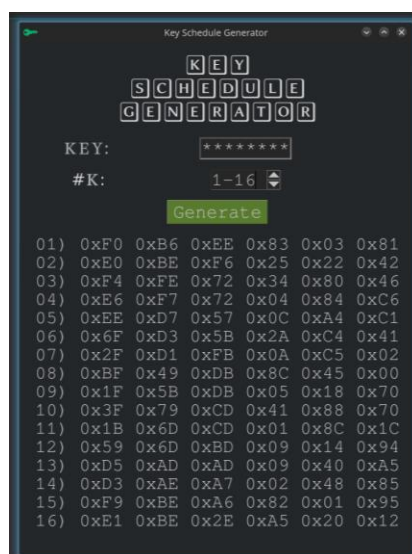 Key Schedule Generator
KEY
SCHEDULE
GENERATOR
KEY: ********
#K: 1-16
Generate
01) 0xF0 0xB6 0xEE 0x83 0x03 0x81
02) 0xE0 0xBE 0xF6 0x25 0x22 0x42
03) 0xF4 0xFE 0x72 0x34 0x80 0x46
04) 0xE6 0xF7 0x72 0x04 0x84 0xC6
05) 0xEE 0xD7 0x57 0x0C 0xA4 0xC1
06) 0x6F 0xD3 0x5B 0x2A 0xC4 0x41
07) 0x2F 0xD1 0xFB 0x0A 0xC5 0x02
08) 0xBF 0x49 0xDB 0x8C 0x45 0x00
09) 0x1F 0x5B 0xDB 0x05 0x18 0x70
10) 0x3F 0x79 0xCD 0x41 0x88 0x70
11) 0x1B 0x6D 0xCD 0x01 0x8C 0x1C
12) 0x59 0x6D 0xBD 0x09 0x14 0x94
13) 0xD5 0xAD 0xAD 0x09 0x40 0xA5
14) 0xD3 0xAE 0xA7 0x02 0x48 0x85
15) 0xF9 0xBE 0xA6 0x82 0x01 0x95
16) 0xE1 0xBE 0x2E 0xA5 0x20 0x12